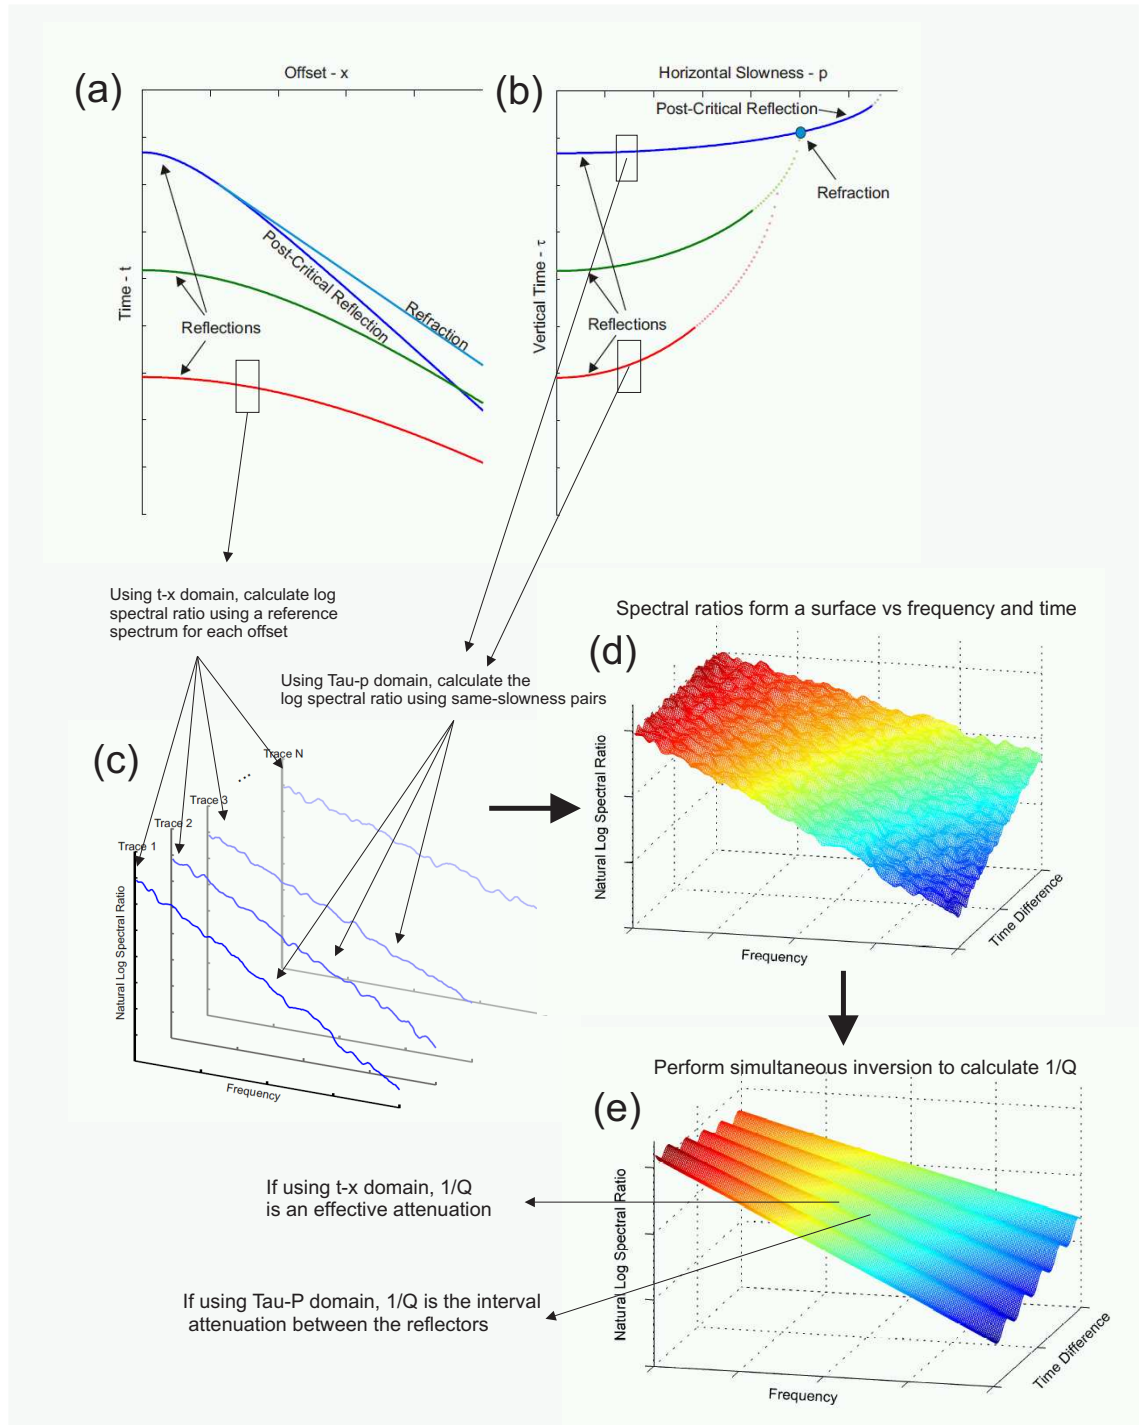 (a)
Offset - x
Time - t
Reflections
Post-Critical Reflection
Refraction
(b)
Horizontal Slowness - p
Vertical Time - τ
Post-Critical Reflection
Refraction
Reflections
Using t-x domain, calculate log
spectral ratio using a reference
spectrum for each offset
Using Tau-p domain, calculate the
log spectral ratio using same-slowness pairs
(c)
Trace 1
Trace 2
Trace 3
...
Trace N
Natural Log Spectral Ratio
Frequency
Spectral ratios form a surface vs frequency and time
(d)
Natural Log Spectral Ratio
Frequency
Time Difference
Perform simultaneous inversion to calculate 1/Q
(e)
Natural Log Spectral Ratio
Frequency
Time Difference
If using t-x domain, 1/Q
is an effective attenuation
If using Tau-P domain, 1/Q is the interval
attenuation between the reflectors